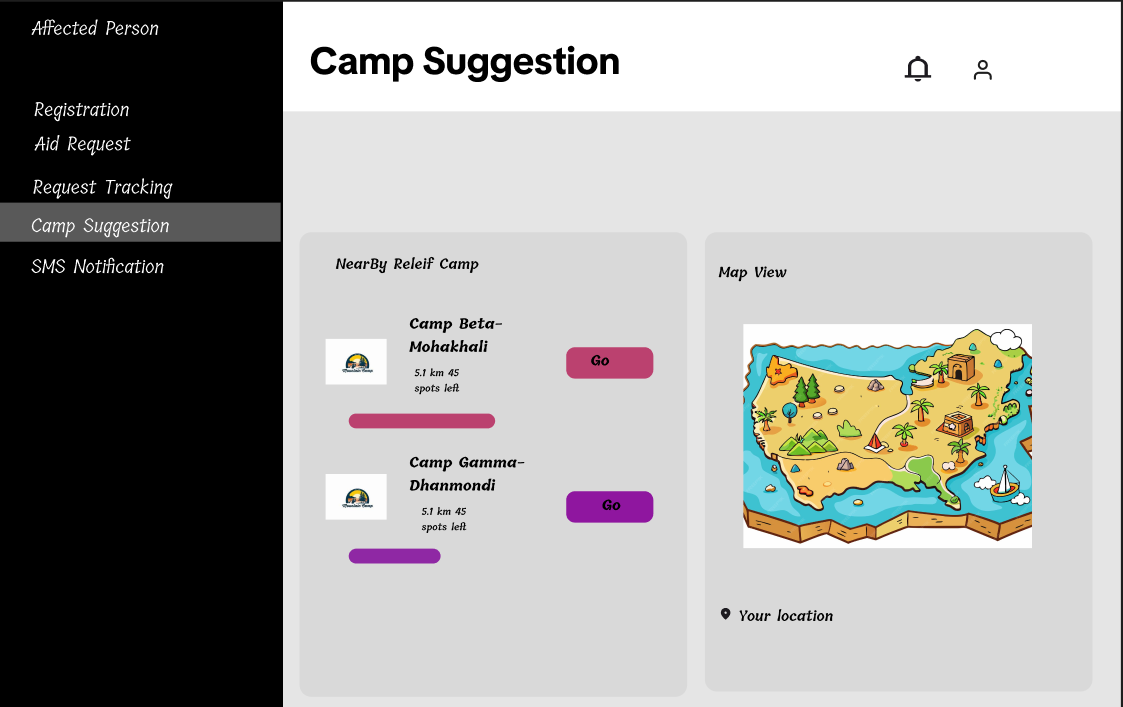 Affected Person
Registration
Aid Request
Request Tracking
Camp Suggestion
SMS Notification
Camp Suggestion
NearBy Releif Camp
Camp Beta-
Mohakhali
5.1 km 45
spots left
Go
Camp Gamma-
Dhanmondi
5.1 km 45
spots left
Go
Map View
Your location